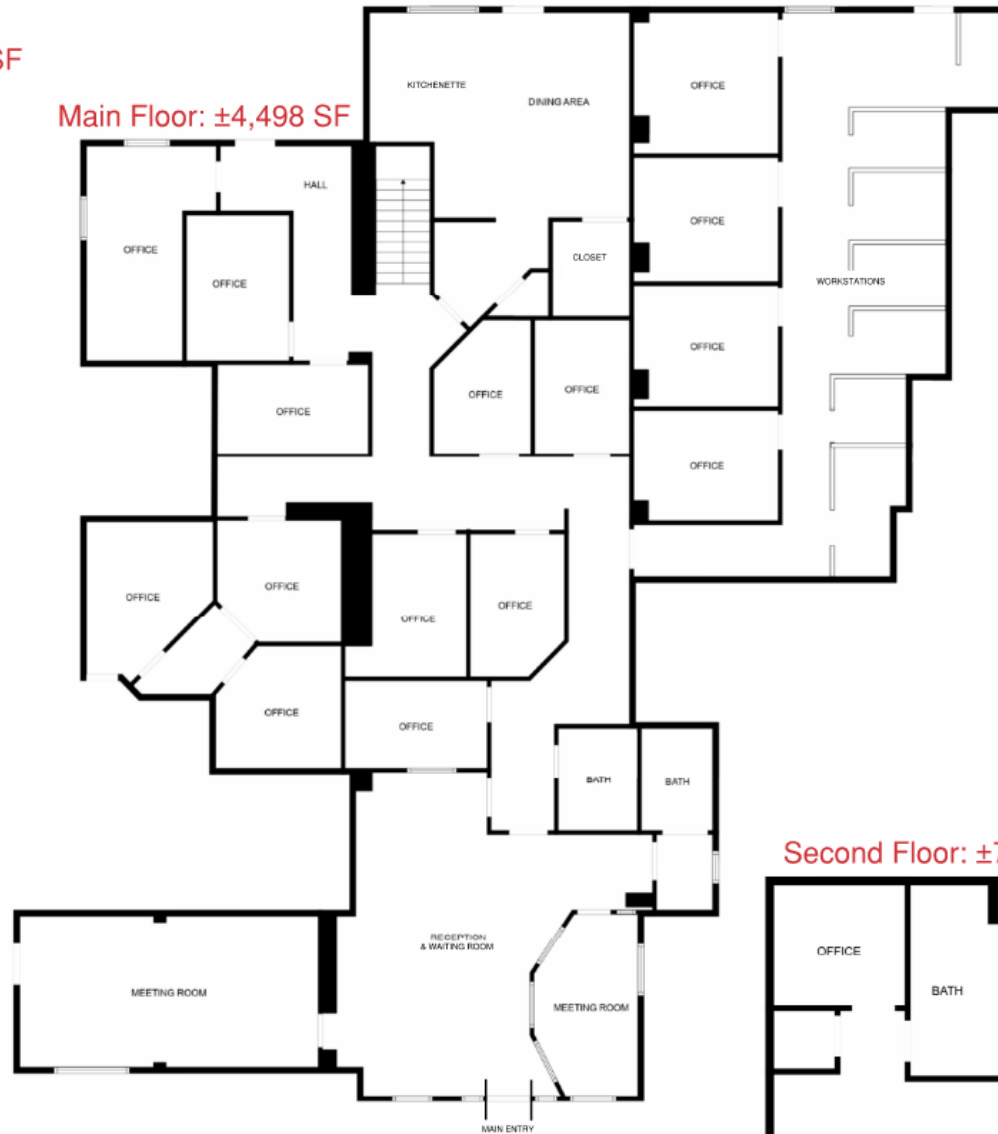 SF
Main Floor: ±4,498 SF
KITCHENETTE
DINING AREA
OFFICE
HALL
OFFICE
OFFICE
OFFICE
CLOSET
WORKSTATIONS
OFFICE
OFFICE
OFFICE
OFFICE
OFFICE
OFFICE
OFFICE
OFFICE
OFFICE
OFFICE
OFFICE
OFFICE
BATH
BATH
Second Floor: ±7
RECEPTION
& WAITING ROOM
OFFICE
MEETING ROOM
BATH
MEETING ROOM
MAIN ENTRY